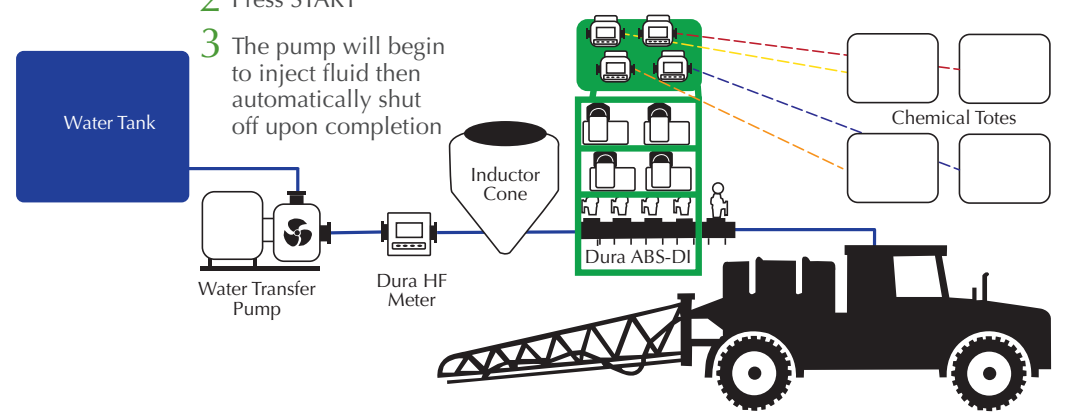 2 Press START
3 The pump will begin
to inject fluid then
automatically shut
off upon completion
Water Tank
Inductor
Cone
Chemical Totes
Dura ABS-DI
Dura HF
Meter
Water Transfer
Pump